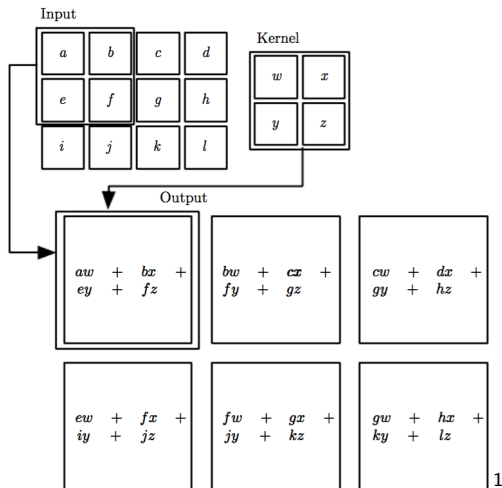 Input
a b c d
Kernel
w x
e f g h
y z
i j k l
Output
aw + bx +
ey + fz
bw + cx +
fy + gz
cw + dx +
gy + hz
ew + fx +
iy + jz
fw + gx +
jy + kz
gw + hx +
ky + lz
1